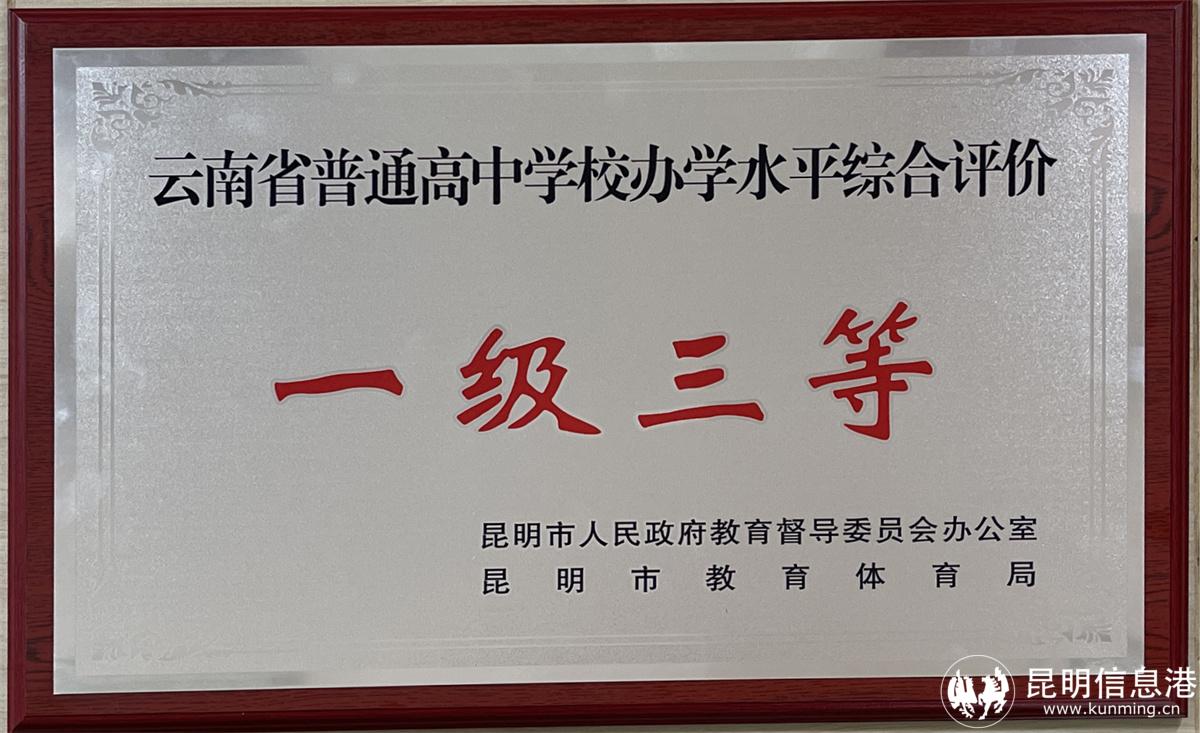 云南省普通高中学校办学水平综合评价
一级三等
昆明市人民政府教育督导委员会办公室
昆明市教育体育局
昆明信息港
www.kunming.cn